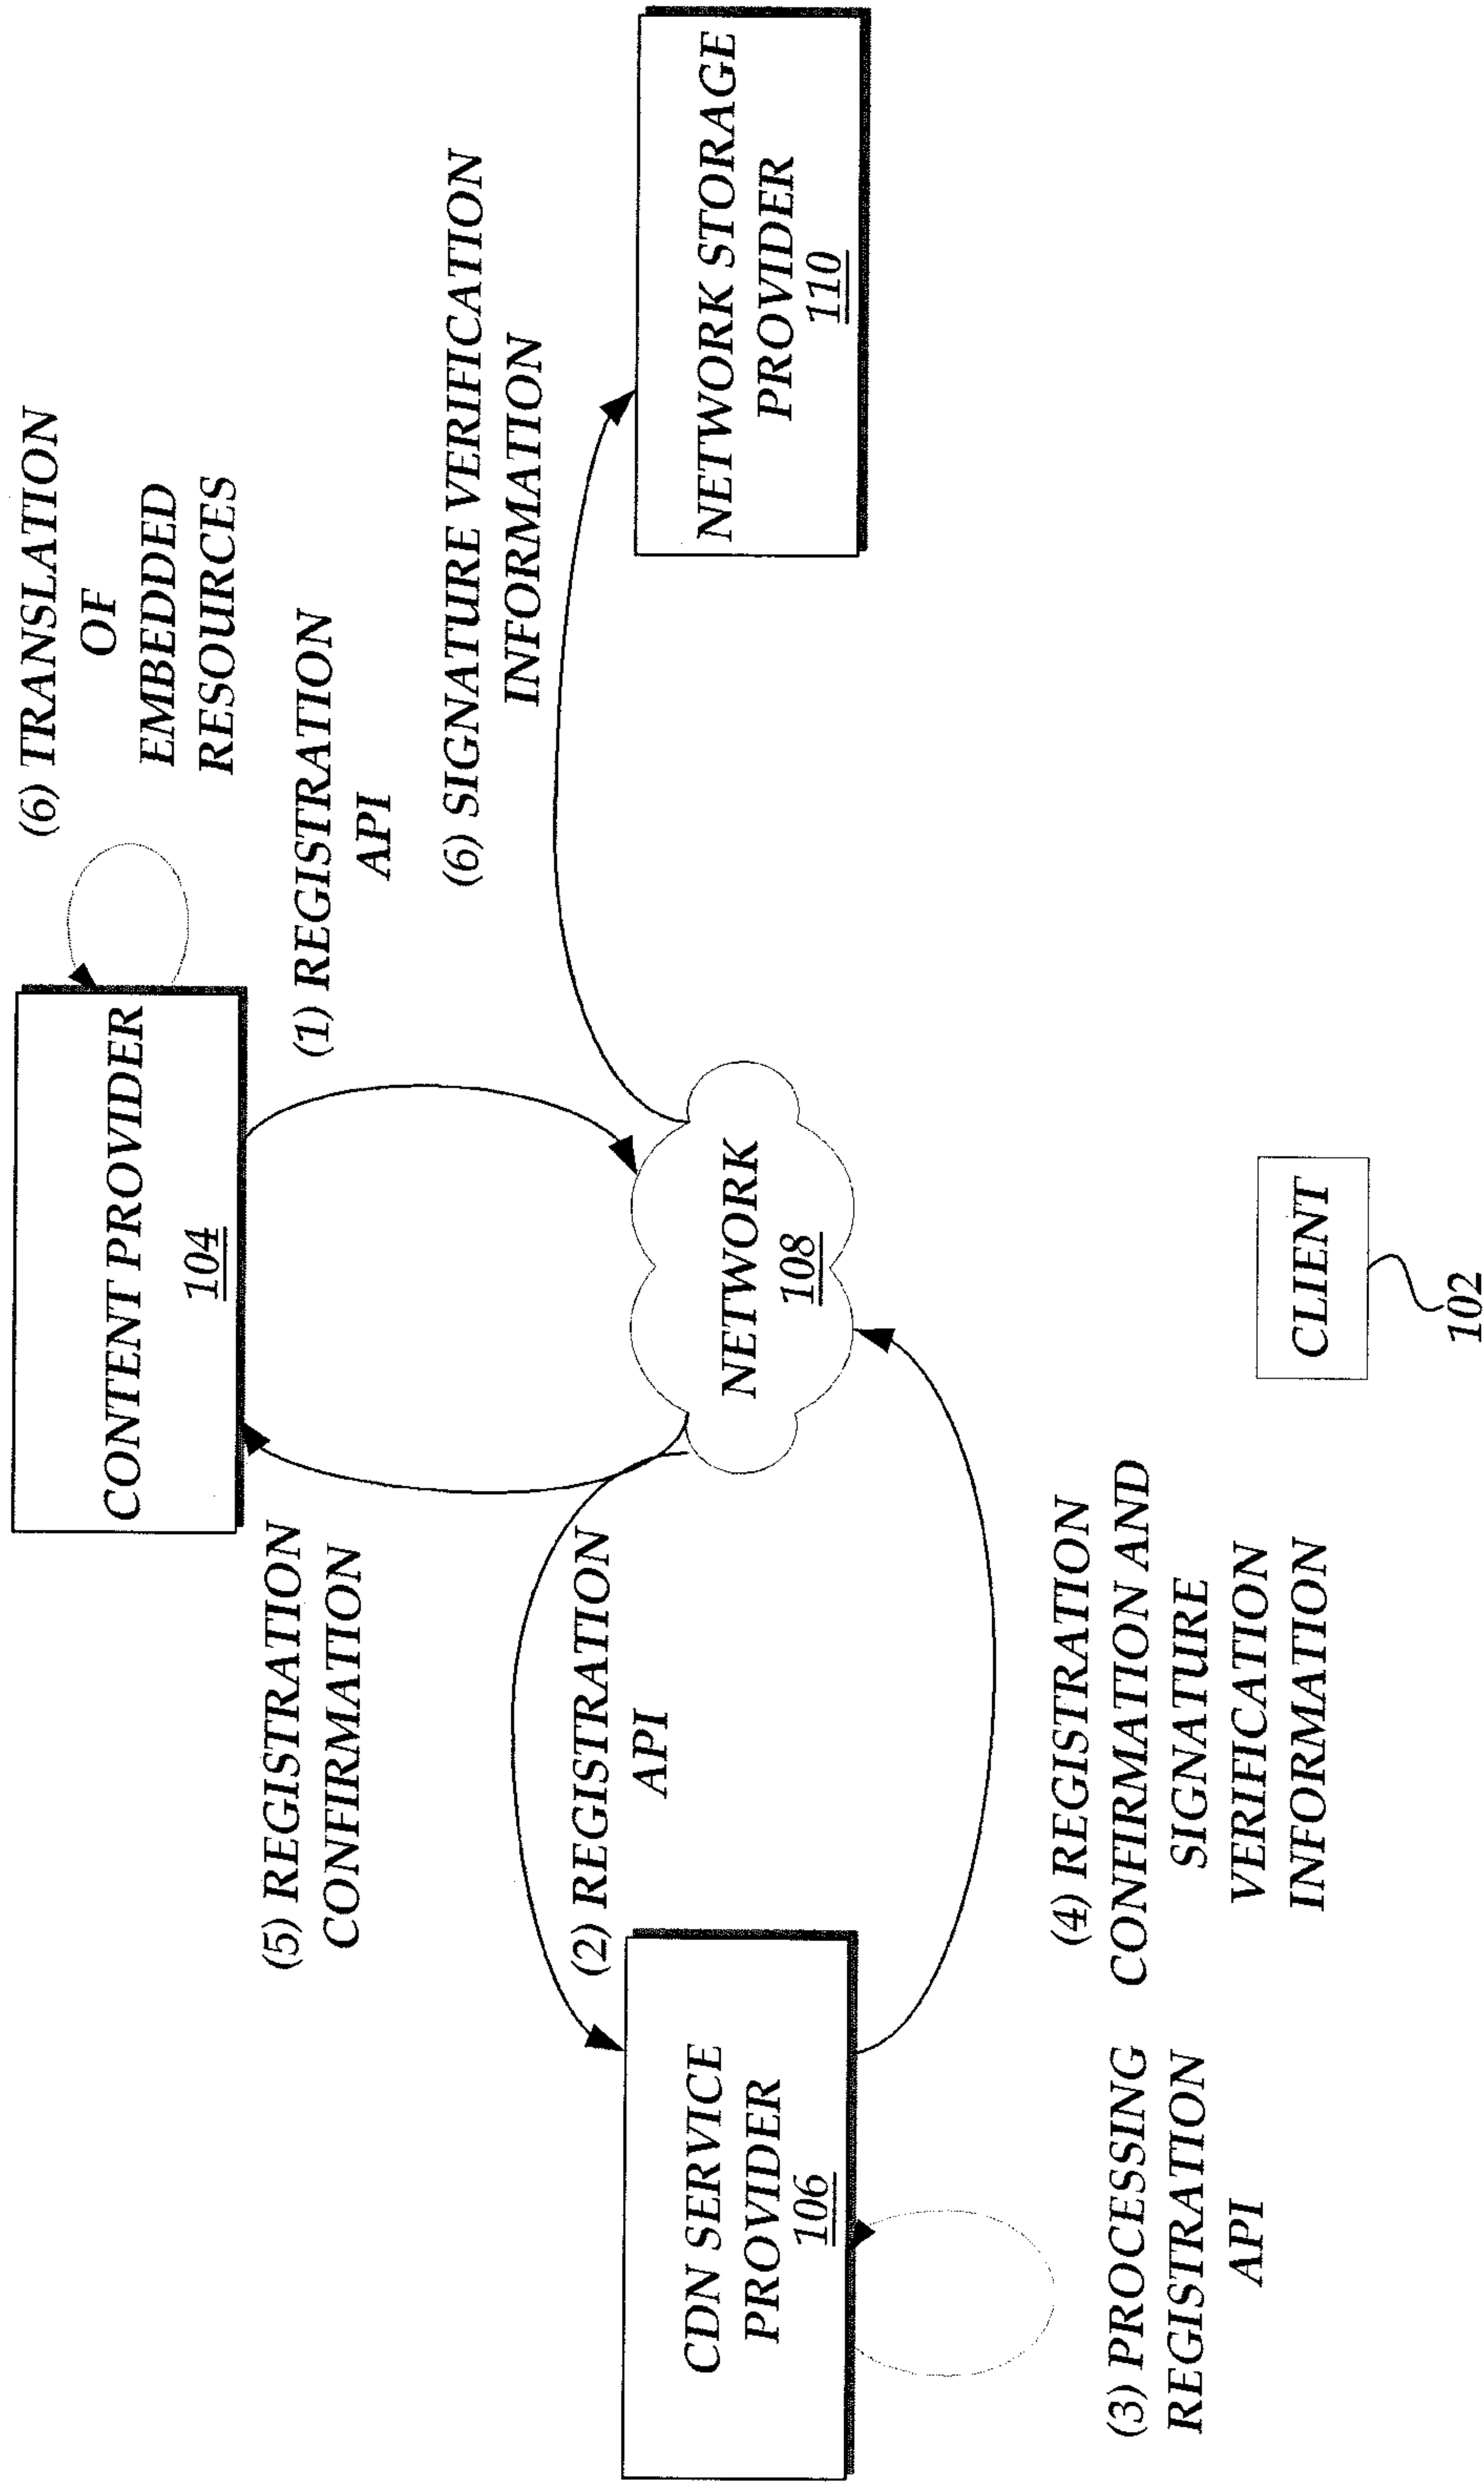 (6) TRANSLATION
OF
EMBEDDED
RESOURCES
CONTENT PROVIDER
104
(5) REGISTRATION
CONFIRMATION
(1) REGISTRATION
API
(6) SIGNATURE VERIFICATION
INFORMATION
(2) REGISTRATION
API
CDN SERVICE
PROVIDER
106
NETWORK
108
NETWORK STORAGE
PROVIDER
110
(3) PROCESSING
REGISTRATION
API
(4) REGISTRATION
CONFIRMATION AND
SIGNATURE
VERIFICATION
INFORMATION
CLIENT
102